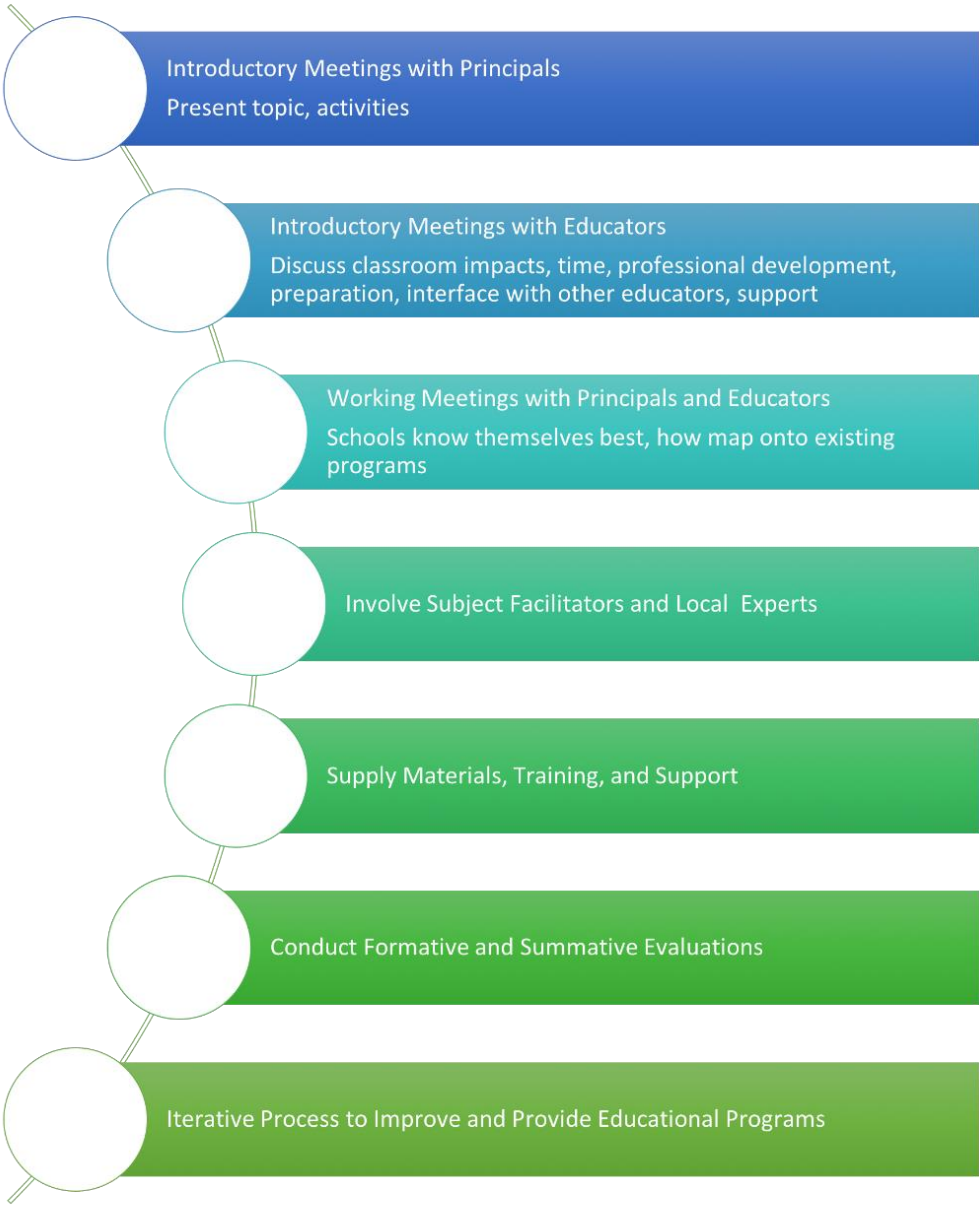 Introductory Meetings with Principals
Present topic, activities
Introductory Meetings with Educators
Discuss classroom impacts, time, professional development,
preparation, interface with other educators, support
Working Meetings with Principals and Educators
Schools know themselves best, how map onto existing
programs
Involve Subject Facilitators and Local  Experts
Supply Materials, Training, and Support
Conduct Formative and Summative Evaluations
Iterative Process to Improve and Provide Educational Programs